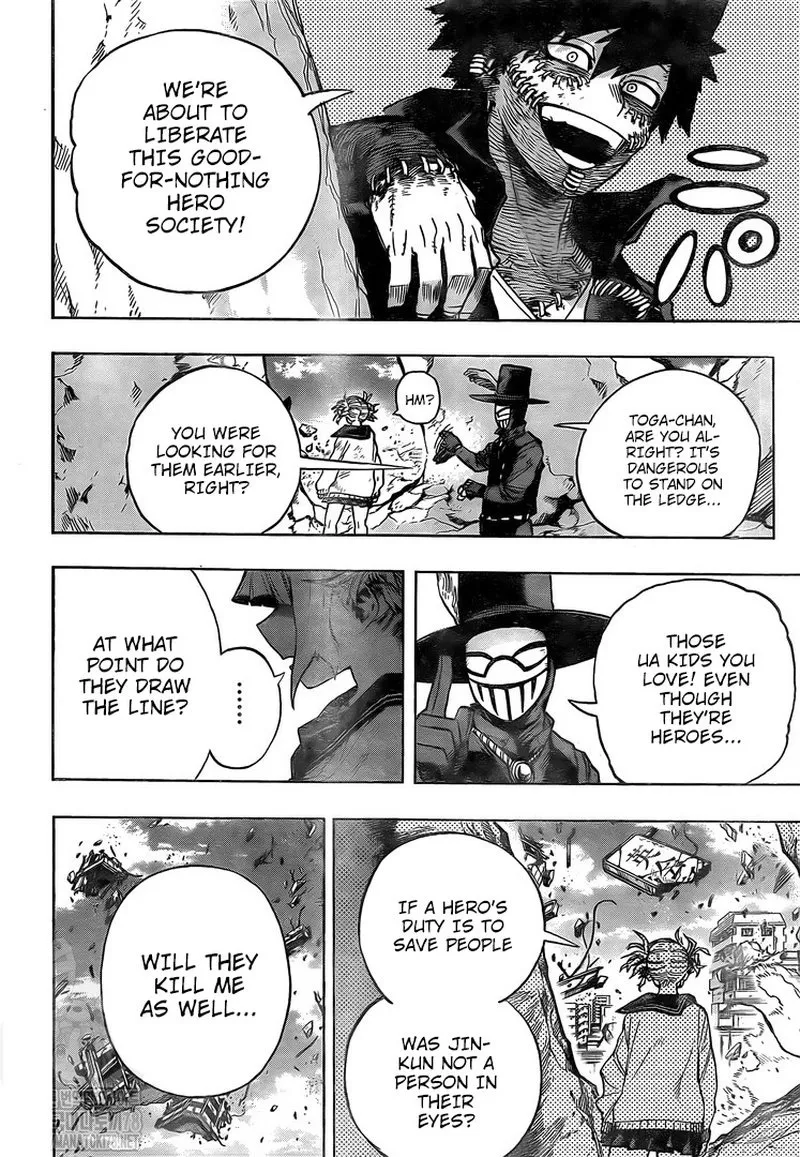 WE'RE
ABOUT TO
LIBERATE
THIS GOOD-
FOR-NOTHING
HERO
SOCIETY!
TOGA-CHAN,
ARE YOU AL-
RIGHT? IT'S
DANGEROUS
TO STAND ON
THE LEDGE...
HM?
YOU WERE
LOOKING FOR
THEM EARLIER,
RIGHT?
THOSE
UA KIDS YOU
LOVE! EVEN
THOUGH
THEY'RE
HEROES...
......
AT WHAT
POINT DO
THEY DRAW
THE LINE?
IF A HERO'S
DUTY IS TO
SAVE PEOPLE
WAS JIN-
KUN NOT A
PERSON IN
THEIR
EYES?
WILL THEY
KILL ME
AS WELL...